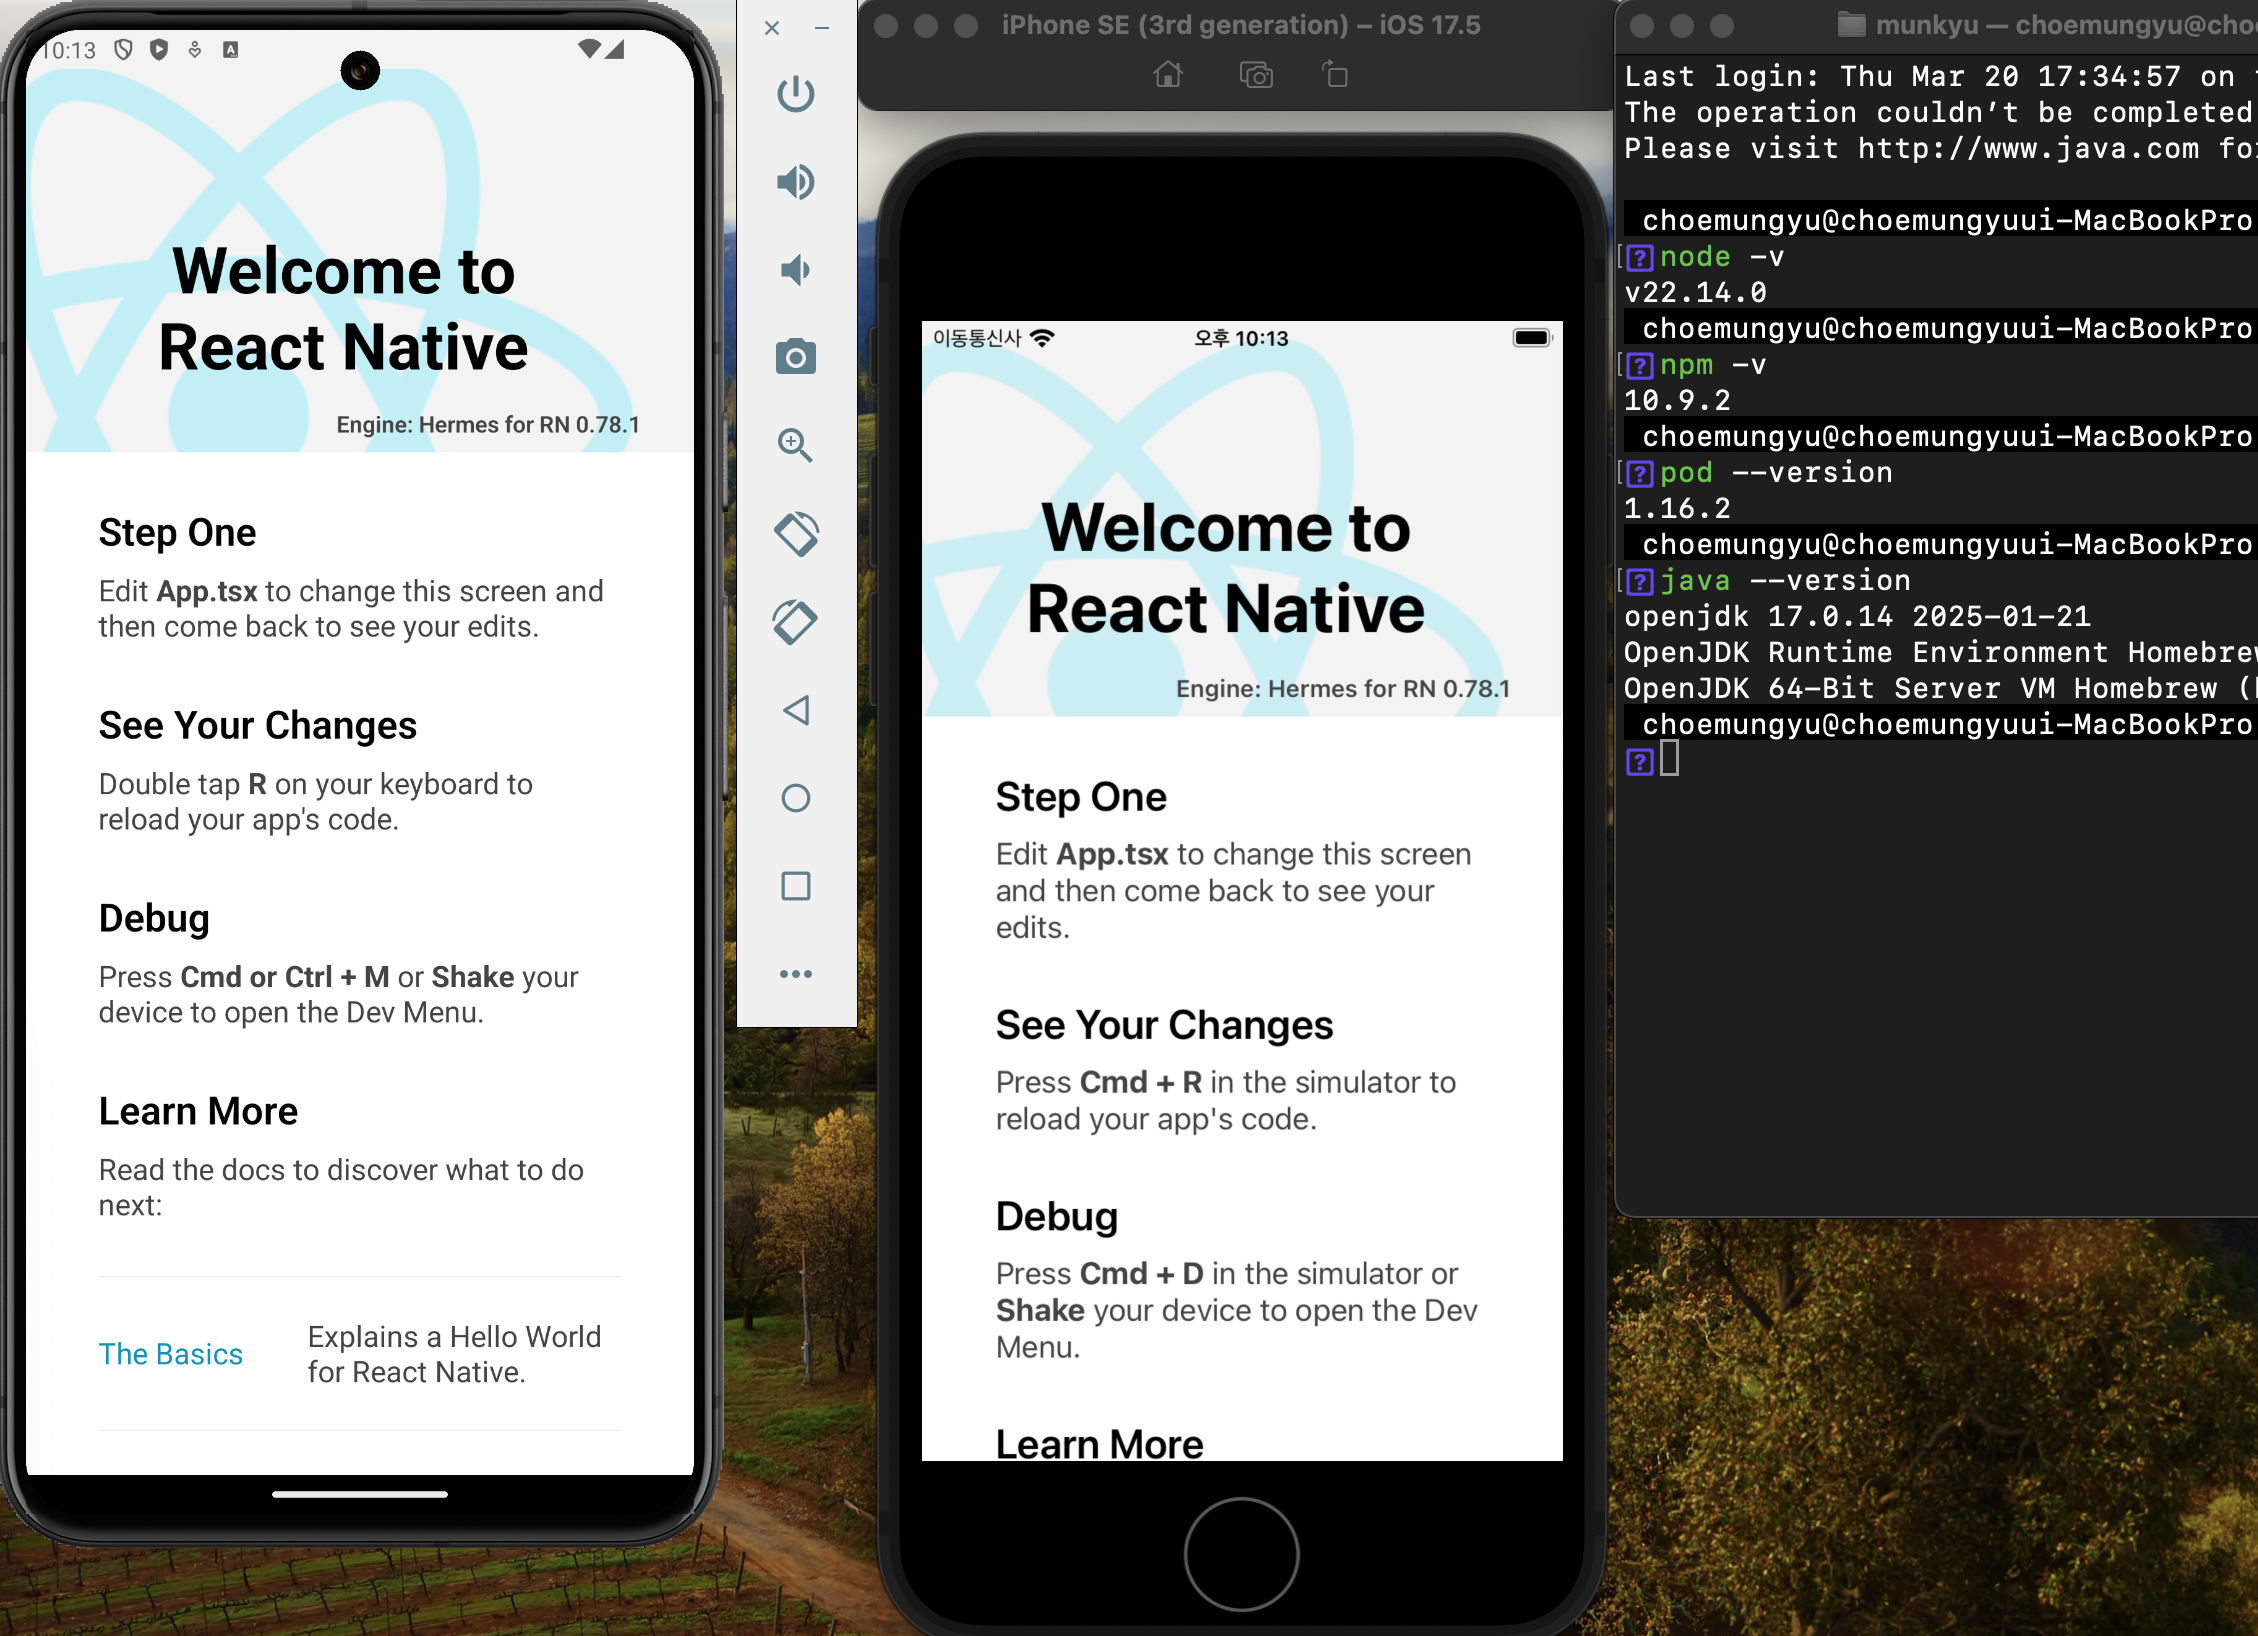 10:13
Welcome to
React Native
Engine: Hermes for RN 0.78.1
Step One
Edit App.tsx to change this screen and
then come back to see your edits.
See Your Changes
Double tap R on your keyboard to
reload your app's code.
Debug
Press Cmd or Ctrl + M or Shake your
device to open the Dev Menu.
Learn More
Read the docs to discover what to do
next:
The Basics
Explains a Hello World
for React Native.
iPhone SE (3rd generation) – iOS 17.5
이동통신사
오후 10:13
Welcome to
React Native
Engine: Hermes for RN 0.78.1
Step One
Edit App.tsx to change this screen
and then come back to see your
edits.
See Your Changes
Press Cmd + R in the simulator to
reload your app's code.
Debug
Press Cmd + D in the simulator or
Shake your device to open the Dev
Menu.
Learn More
munkyu — choemungyu@cho
Last login: Thu Mar 20 17:34:57 on
The operation couldn’t be completed
Please visit http://www.java.com
choemungyu@choemungyuui-MacBookPro
? node -v
v22.14.0
choemungyu@choemungyuui-MacBookPro
? npm -v
10.9.2
choemungyu@choemungyuui-MacBookPro
? pod --version
1.16.2
choemungyu@choemungyuui-MacBookPro
? java --version
openjdk 17.0.14 2025-01-21
OpenJDK Runtime Environment Homebrew
OpenJDK 64-Bit Server VM Homebrew (
choemungyu@choemungyuui-MacBookPro
?